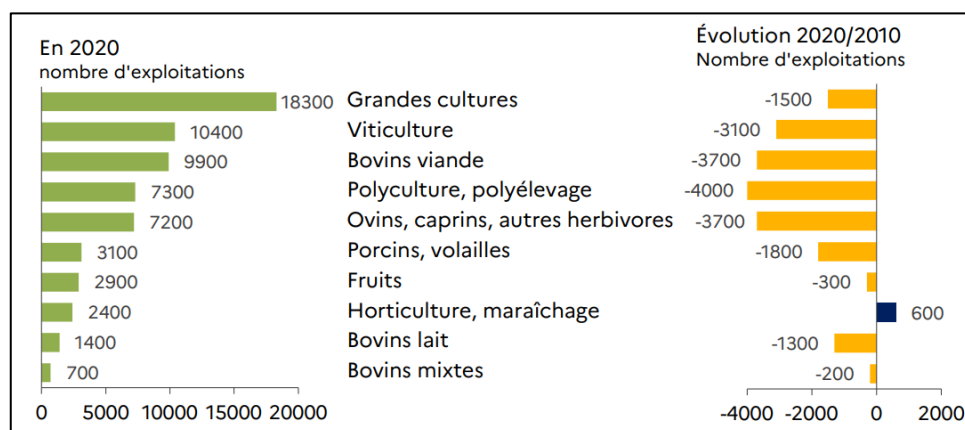 En 2020
nombre d'exploitations
Évolution 2020/2010
Nombre d'exploitations
18300 Grandes cultures -1500
10400 Viticulture -3100
9900 Bovins viande -3700
7300 Polyculture, polyélevage -4000
7200 Ovins, caprins, autres herbivores -3700
3100 Porcins, volailles -1800
2900 Fruits -300
2400 Horticulture, maraîchage 600
1400 Bovins lait -1300
700 Bovins mixtes -200
0 5000 10000 15000 20000
-4000 -2000 0 2000